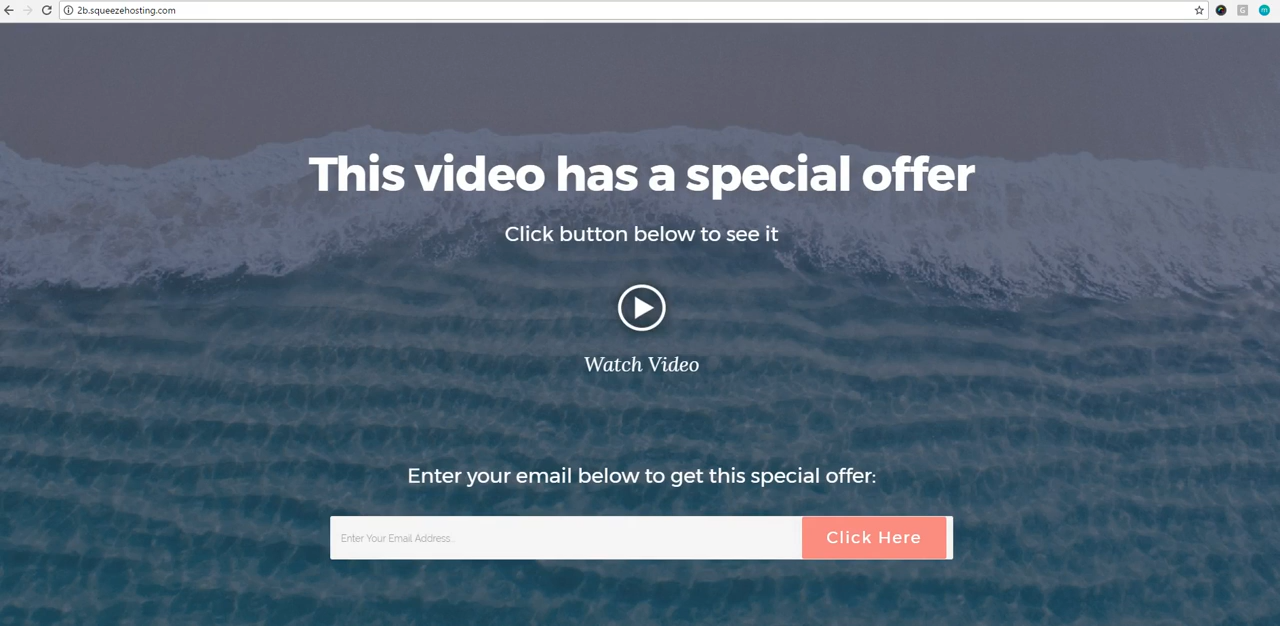 2b.squeezehosting.com
This video has a special offer
Click button below to see it
Watch Video
Enter your email below to get this special offer:
Enter Your Email Address... Click Here